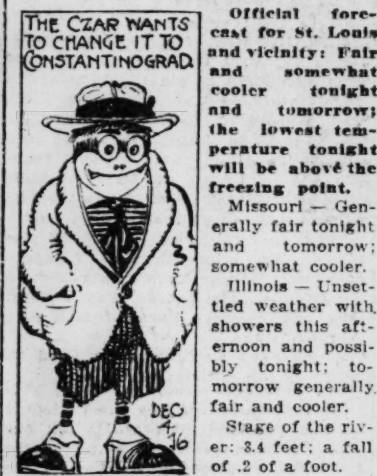 THE CZAR WANTS
TO CHANGE IT TO
CONSTANTINOGRAD.
DEC
4
16
Official fore-
cast for St. Louis
and vicinity: Fair
and somewhat
cooler tonight
and tomorrow;
the lowest tem-
perature tonight
will be above the
freezing point.
Missouri — Gen-
erally fair tonight
and tomorrow;
somewhat cooler.
Illinois — Unset-
tled weather with
showers this aft-
ernoon and possi-
bly tonight; to-
morrow generally
fair and cooler.
Stage of the riv-
er: 3.4 feet; a fall
of .2 of a foot.